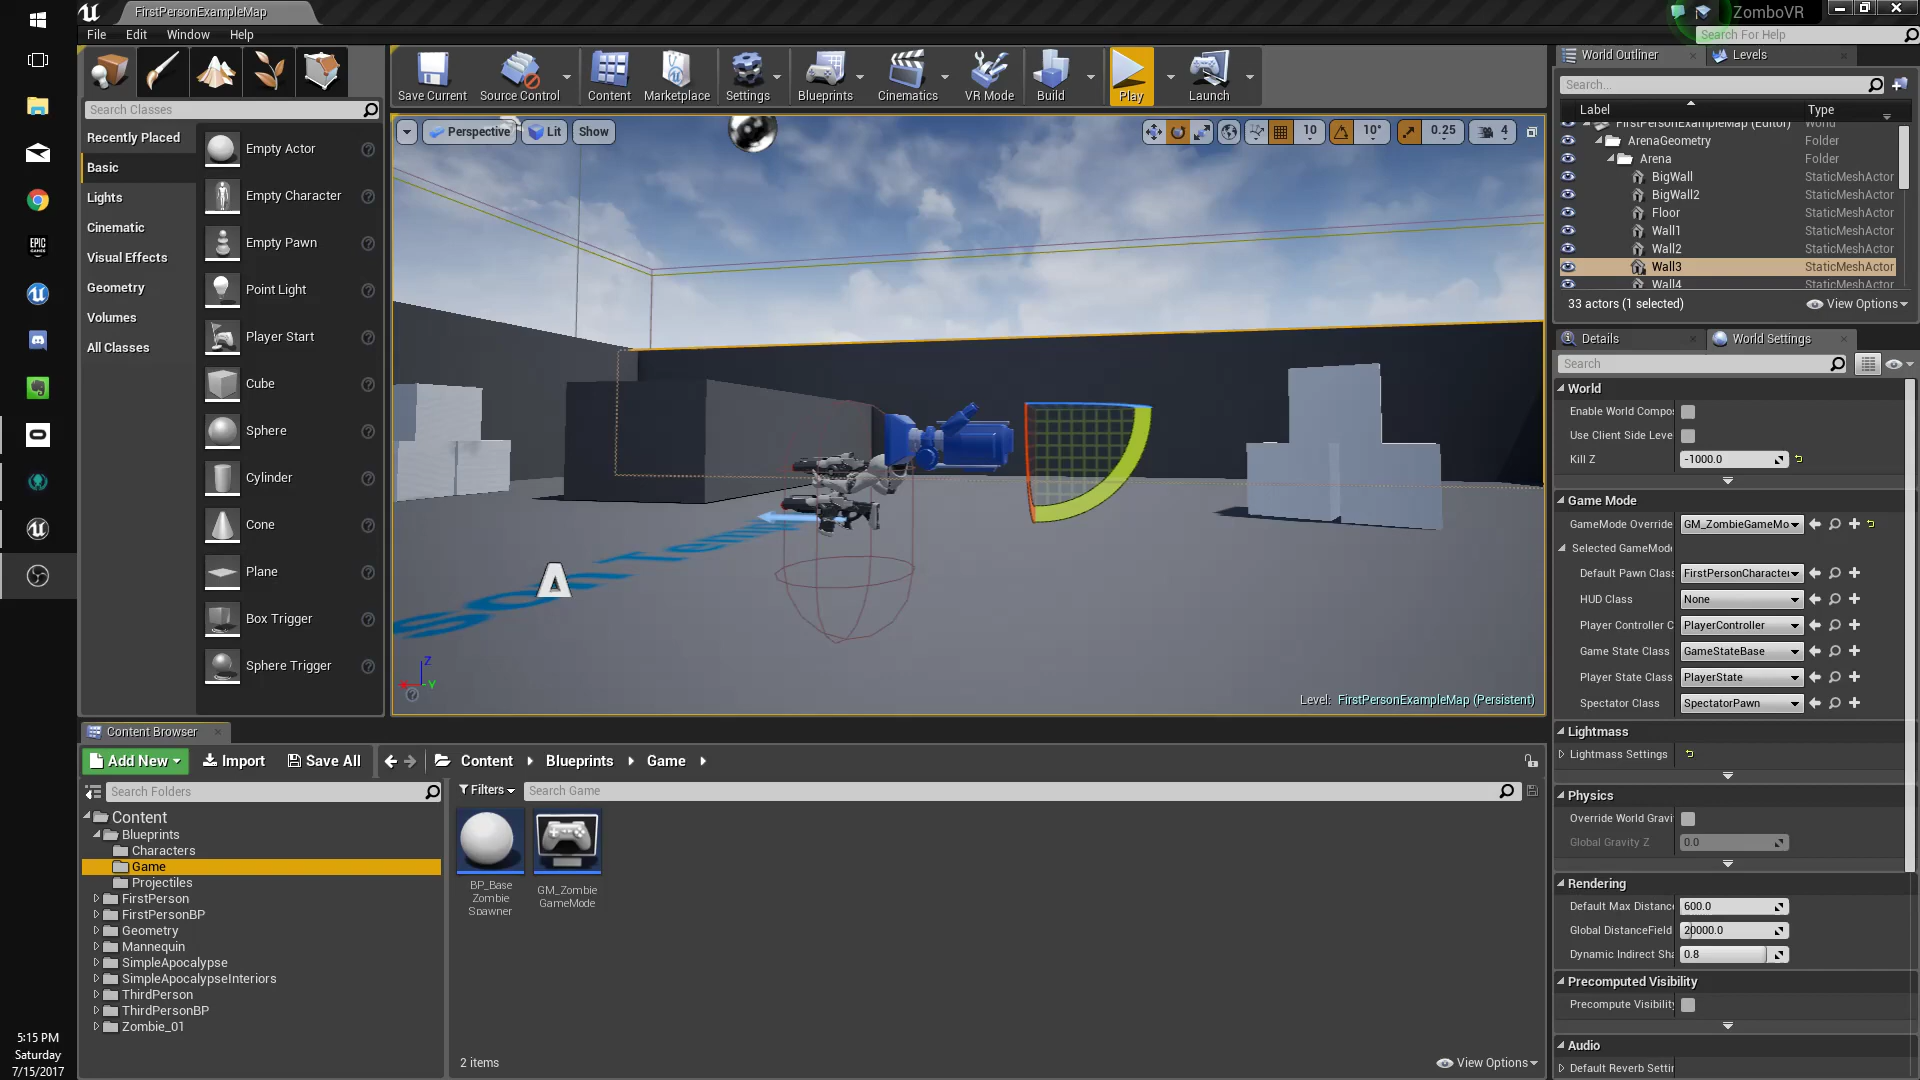 FirstPersonExampleMap
ZomboVR
File Edit Window Help
Search For Help
Save Current
Source Control
Content
Marketplace
Settings
Blueprints
Cinematics
VR Mode
Build
Play
Launch
Search Classes
Recently Placed
Basic
Lights
Cinematic
Visual Effects
Geometry
Volumes
All Classes
Empty Actor
Empty Character
Empty Pawn
Point Light
Player Start
Cube
Sphere
Cylinder
Cone
Plane
Box Trigger
Sphere Trigger
Perspective
Lit
Show
10
10°
0.25
4
Z
Y
Level: FirstPersonExampleMap (Persistent)
World Outliner
Levels
Search...
Label Type
FirstPersonExampleMap (Editor) World
ArenaGeometry Folder
Arena Folder
BigWall StaticMeshActor
BigWall2 StaticMeshActor
Floor StaticMeshActor
Wall1 StaticMeshActor
Wall2 StaticMeshActor
Wall3 StaticMeshActor
Wall4 StaticMeshActor
33 actors (1 selected)
View Options
Details
World Settings
Search
World
Enable World Compos
Use Client Side Leve
Kill Z -1000.0
Game Mode
GameMode Override GM_ZombieGameMo
Selected GameMode
Default Pawn Class FirstPersonCharacter
HUD Class None
Player Controller C PlayerController
Game State Class GameStateBase
Player State Class PlayerState
Spectator Class SpectatorPawn
Lightmass
Lightmass Settings
Physics
Override World Gravi
Global Gravity Z 0.0
Rendering
Default Max Distance 600.0
Global DistanceField 20000.0
Dynamic Indirect Sha 0.8
Precomputed Visibility
Precompute Visibility
Audio
Default Reverb Settin
Content Browser
Add New
Import
Save All
Content
Blueprints
Game
Search Folders
Filters
Search Game
Content
Blueprints
Characters
Game
Projectiles
FirstPerson
FirstPersonBP
Geometry
Mannequin
SimpleApocalypse
SimpleApocalypseInteriors
ThirdPerson
ThirdPersonBP
Zombie_01
BP_Base
Zombie
Spawner
GM_Zombie
GameMode
2 items
View Options
EPIC
GAMES
5:15 PM
Saturday
7/15/2017